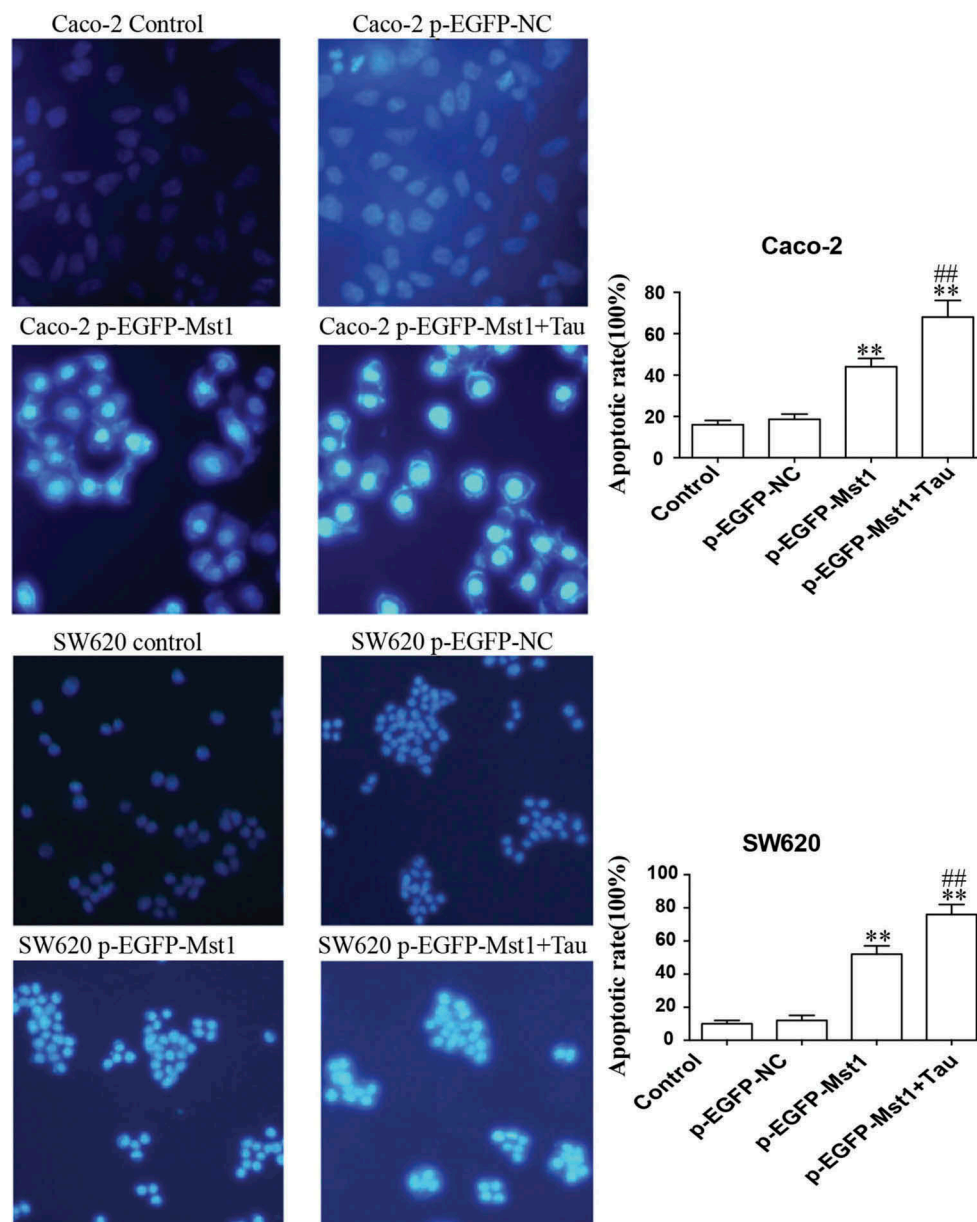 Caco-2 Control
Caco-2 p-EGFP-NC
Caco-2 p-EGFP-Mst1
Caco-2 p-EGFP-Mst1+Tau
Caco-2
Apoptotic rate(100%)
80
60
40
20
0
##
**
**
Control
p-EGFP-NC
p-EGFP-Mst1
p-EGFP-Mst1+Tau
SW620 control
SW620 p-EGFP-NC
SW620 p-EGFP-Mst1
SW620 p-EGFP-Mst1+Tau
SW620
Apoptotic rate(100%)
100
80
60
40
20
0
##
**
**
Control
p-EGFP-NC
p-EGFP-Mst1
p-EGFP-Mst1+Tau